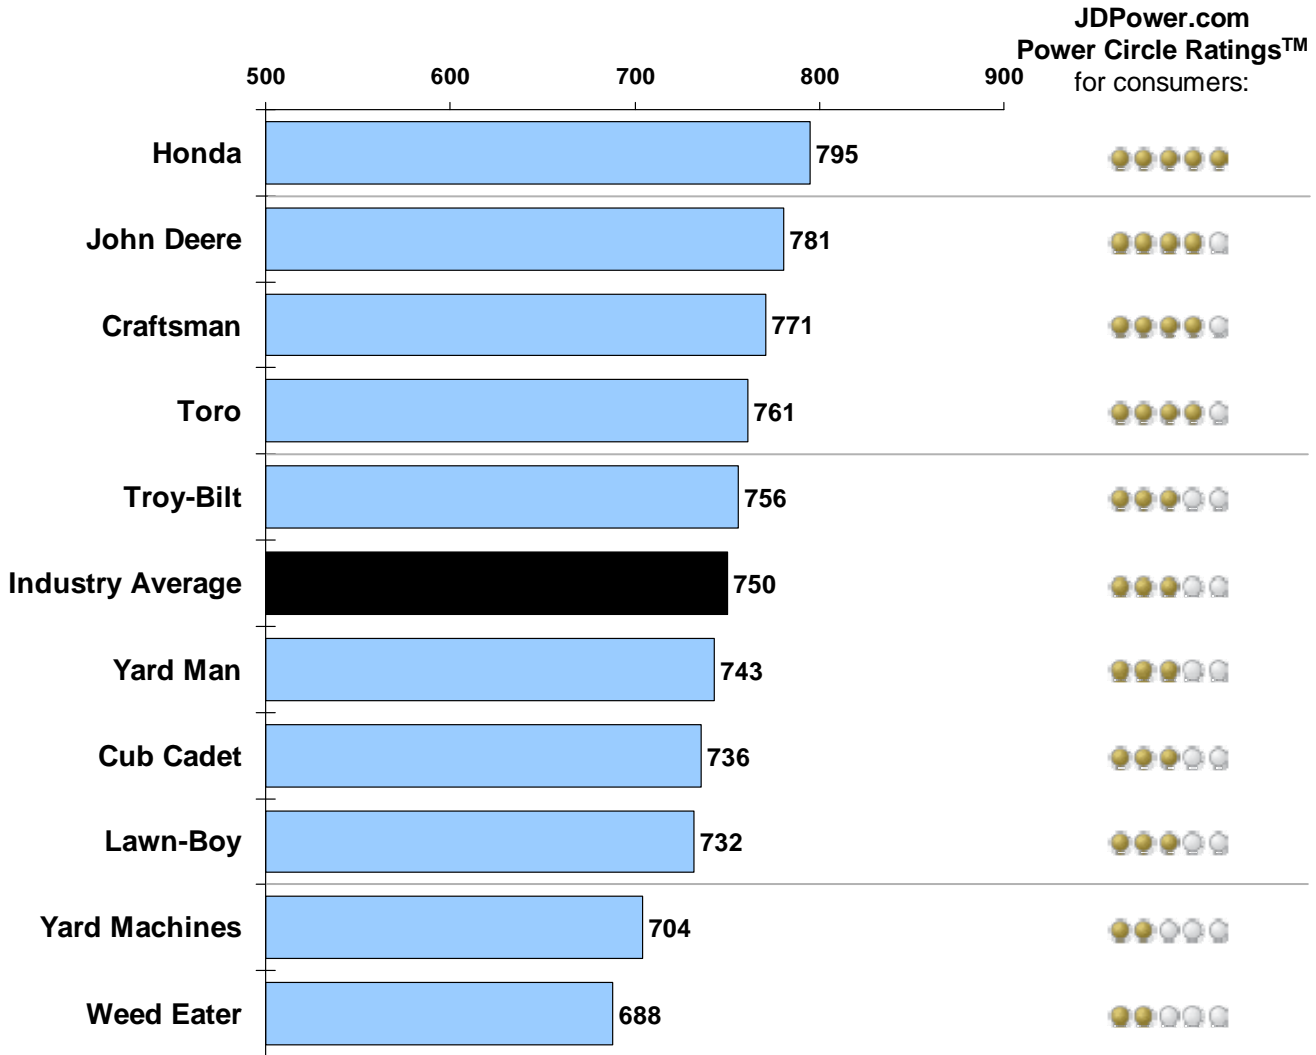 JDPower.com
Power Circle Ratings™
for consumers:
500 600 700 800 900
Honda 795
John Deere 781
Craftsman 771
Toro 761
Troy-Bilt 756
Industry Average 750
Yard Man 743
Cub Cadet 736
Lawn-Boy 732
Yard Machines 704
Weed Eater 688